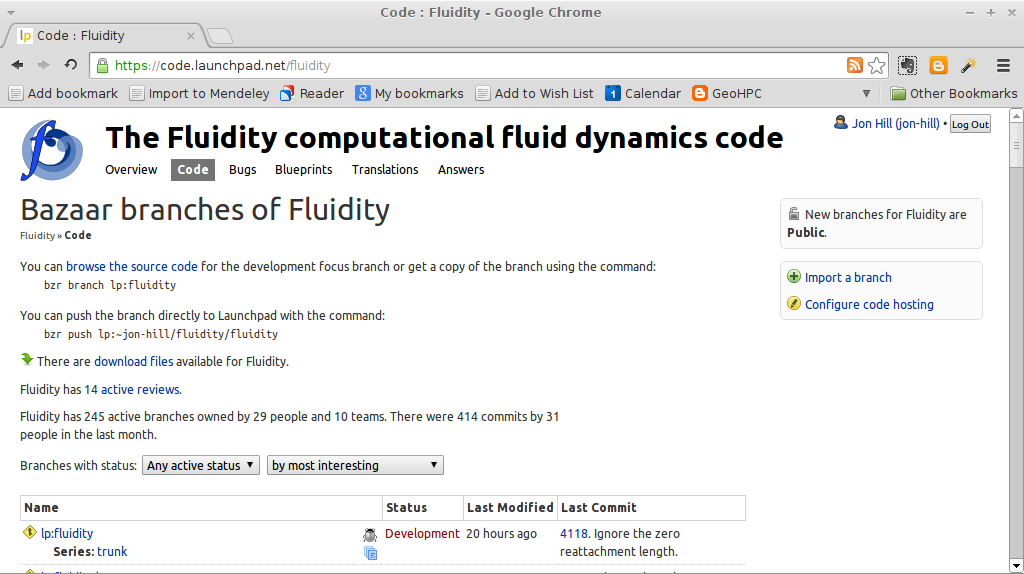 Code : Fluidity - Google Chrome
lp Code : Fluidity
https://code.launchpad.net/fluidity
Add bookmark Import to Mendeley Reader 8 My bookmarks Add to Wish List 1 Calendar GeoHPC Other Bookmarks
Jon Hill (jon-hill) • Log Out
The Fluidity computational fluid dynamics code
Overview Code Bugs Blueprints Translations Answers
Bazaar branches of Fluidity
Fluidity » Code
New branches for Fluidity are
Public.
Import a branch
Configure code hosting
You can browse the source code for the development focus branch or get a copy of the branch using the command:
bzr branch lp:fluidity
You can push the branch directly to Launchpad with the command:
bzr push lp:~jon-hill/fluidity/fluidity
There are download files available for Fluidity.
Fluidity has 14 active reviews.
Fluidity has 245 active branches owned by 29 people and 10 teams. There were 414 commits by 31
people in the last month.
Branches with status: Any active status by most interesting
Name Status Last Modified Last Commit
lp:fluidity Development 20 hours ago 4118. Ignore the zero
Series: trunk reattachment length.